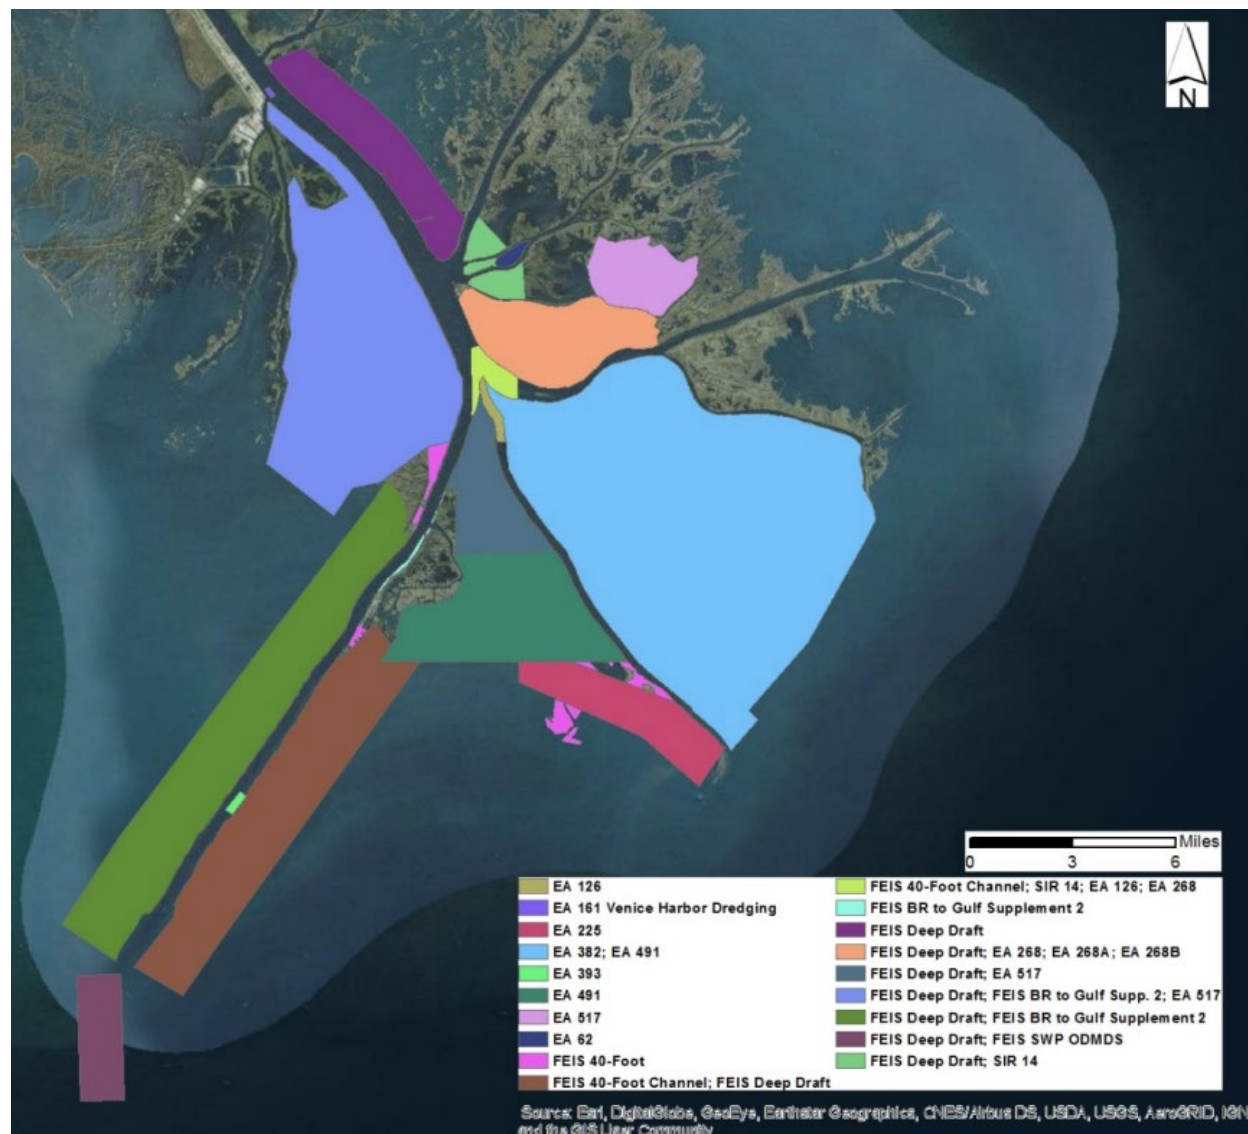 N
Miles
0 3 6
EA 126
EA 161 Venice Harbor Dredging
EA 225
EA 382; EA 491
EA 393
EA 491
EA 517
EA 62
FEIS 40-Foot
FEIS 40-Foot Channel; FEIS Deep Draft
FEIS 40-Foot Channel; SIR 14; EA 126; EA 268
FEIS BR to Gulf Supplement 2
FEIS Deep Draft
FEIS Deep Draft; EA 268; EA 268A; EA 268B
FEIS Deep Draft; EA 517
FEIS Deep Draft; FEIS BR to Gulf Supp. 2; EA 517
FEIS Deep Draft; FEIS BR to Gulf Supplement 2
FEIS Deep Draft; FEIS SWP ODMDS
FEIS Deep Draft; SIR 14
Source: Esri, DigitalGlobe, GeoEye, Earthstar Geographics, CNES/Airbus DS, USDA, USGS, AeroGRID, IGN
and the GIS User Community